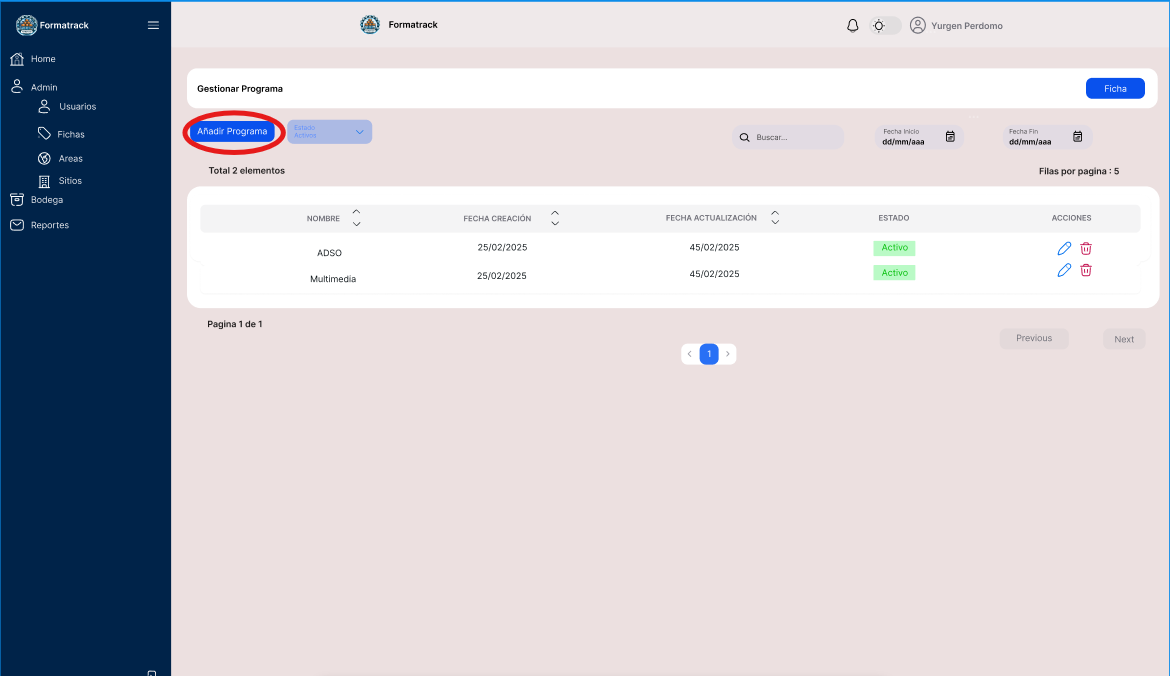 Formatrack
Formatrack
Yurgen Perdomo
Home
Admin
Usuarios
Fichas
Areas
Sitios
Bodega
Reportes
Gestionar Programa
Ficha
Añadir Programa
Estado
Activos
Buscar...
Fecha Inicio
dd/mm/aaa
Fecha Fin
dd/mm/aaa
Total 2 elementos
Filas por pagina : 5
NOMBRE FECHA CREACIÓN FECHA ACTUALIZACIÓN ESTADO ACCIONES
ADSO 25/02/2025 45/02/2025 Activo
Multimedia 25/02/2025 45/02/2025 Activo
Pagina 1 de 1
< 1 >
Previous
Next